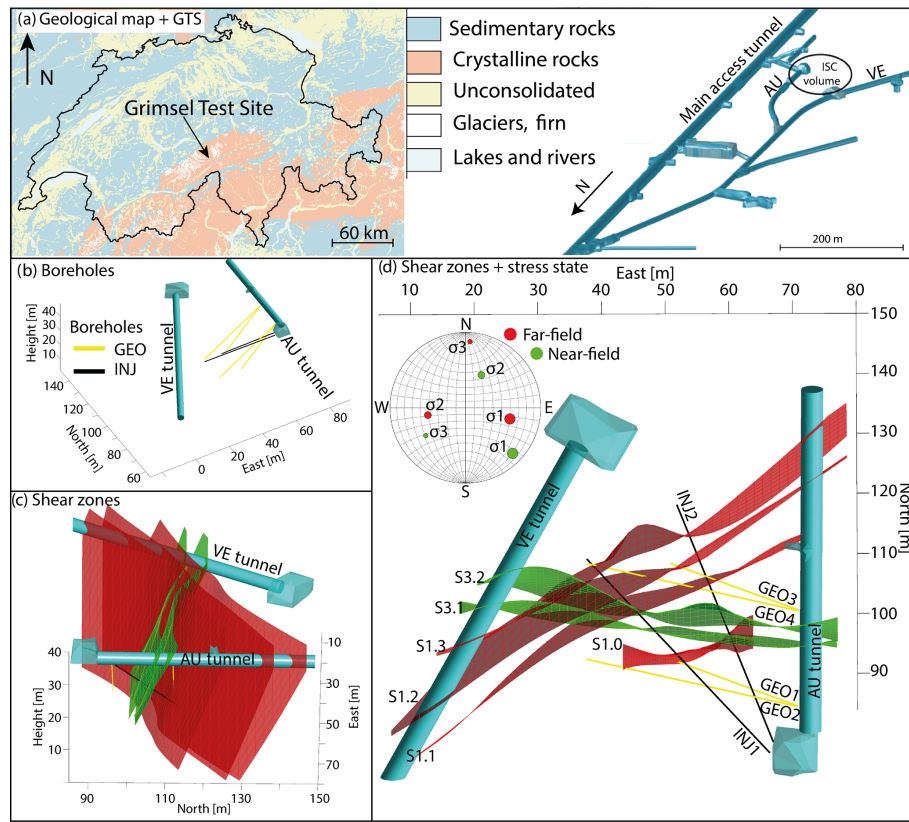 (a) Geological map + GTS
N
Grimsel Test Site
60 km
Sedimentary rocks
Crystalline rocks
Unconsolidated
Glaciers, firn
Lakes and rivers
Main access tunnel
AU
ISC
volume
VE
N
200 m
(b) Boreholes
Height [m]
40
30
20
10
Boreholes
GEO
INJ
VE tunnel
AU tunnel
140
120
100
80
60
North [m]
0
20
40
60
80
East [m]
(c) Shear zones
VE tunnel
AU tunnel
40
30
20
10
Height [m]
10
30
50
70
East [m]
90
110
130
150
North [m]
(d) Shear zones + stress state
East [m]
10
20
30
40
50
60
70
80
150
140
130
120
110
100
90
North [m]
N
E
S
W
σ3
σ2
σ2
σ1
σ3
σ1
Far-field
Near-field
VE tunnel
AU tunnel
INJ2
INJ1
S3.2
S3.1
S1.3
S1.2
S1.1
S1.0
GEO3
GEO4
GEO1
GEO2